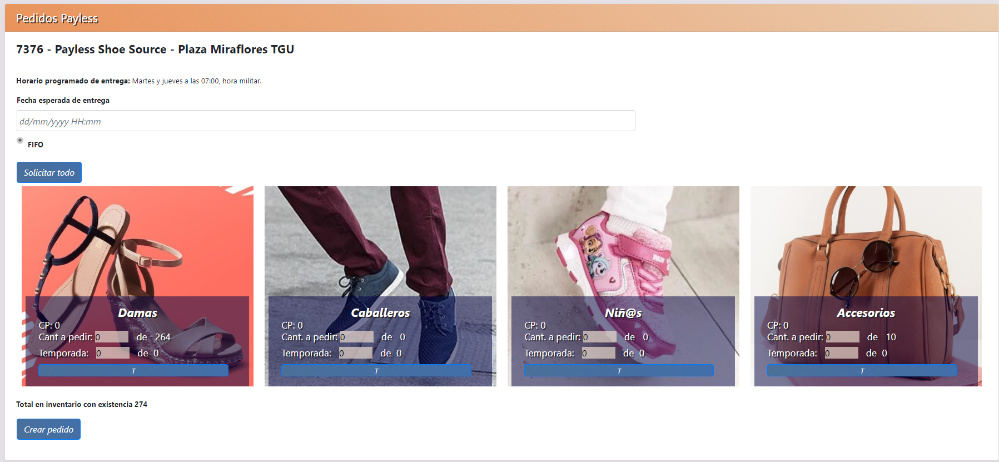 Pedidos Payless
7376 - Payless Shoe Source - Plaza Miraflores TGU
Horario programado de entrega: Martes y jueves a las 07:00, hora militar.
Fecha esperada de entrega
dd/mm/yyyy HH:mm
FIFO
Solicitar todo
Damas
CP: 0
Cant a pedir: 0 de 264
Temporada: 0 de 0
T
Caballeros
CP: 0
Cant. a pedir: 0 de 0
Temporada: 0 de 0
T
Niñ@s
CP: 0
Cant. a pedir: 0 de 0
Temporada: 0 de 0
T
Accesorios
CP: 0
Cant. a pedir: 0 de 10
Temporada: 0 de 0
T
Total en inventario con existencia 274
Crear pedido